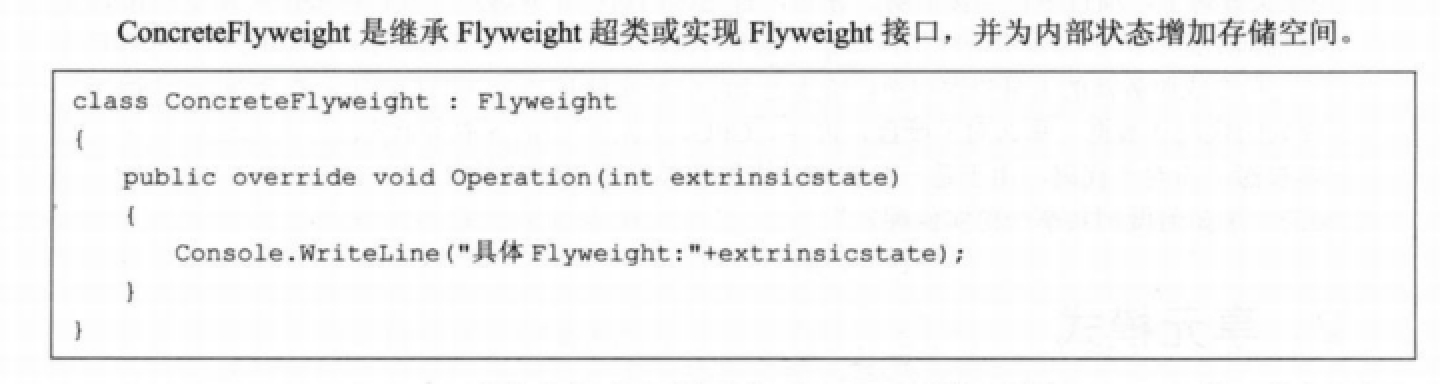 ConcreteFlyweight 是继承 Flyweight 超类或实现 Flyweight 接口，并为内部状态增加存储空间。
class ConcreteFlyweight : Flyweight
{
public override void Operation(int extrinsicstate)
{
Console.WriteLine("具体 Flyweight:"+extrinsicstate);
}
}